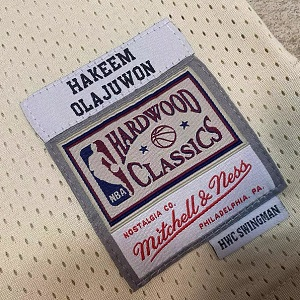 HAKEEM
OLAJUWON
HARDWOOD
NBA
CLASSICS
NOSTALGIA CO.
Mitchell & Ness
PHILADELPHIA, PA.
HWC SWINGMAN